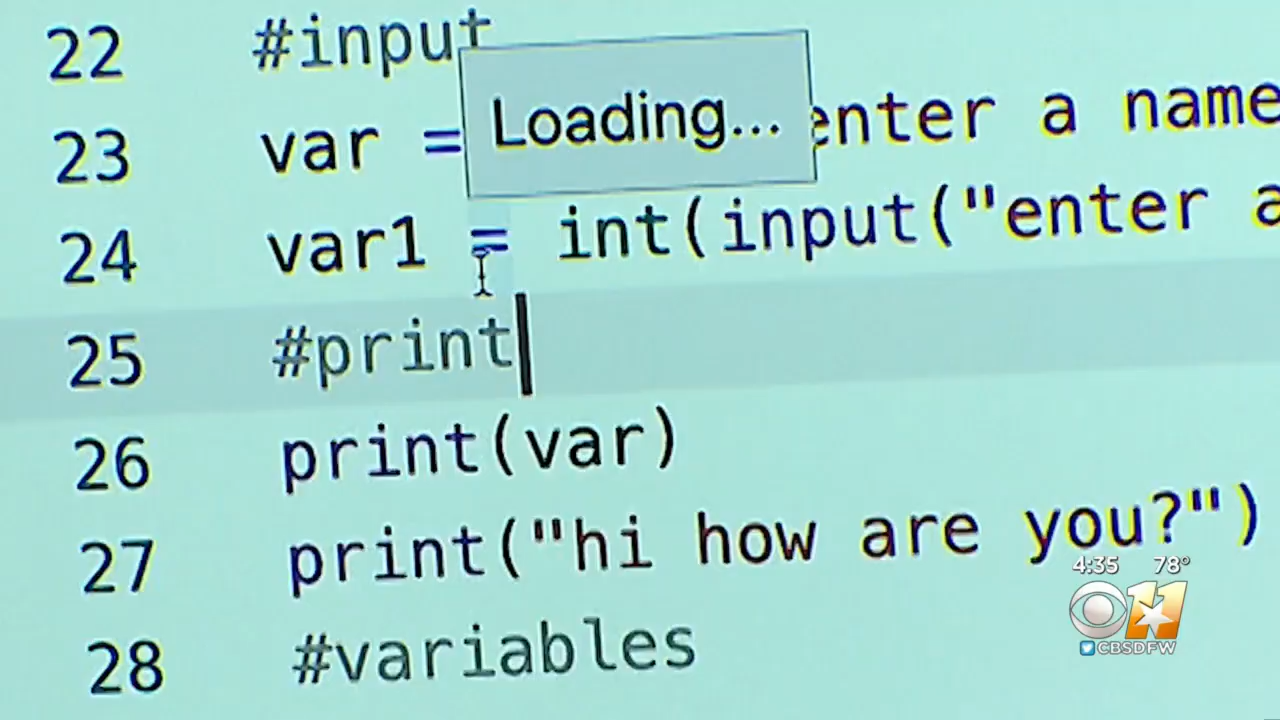 22 #input
Loading...
23 var = enter a name
24 var1 = int(input("enter a
25 #print
26 print(var)
27 print("hi how are you?")
28 #variables
4:35 78°
11
CBSDFW